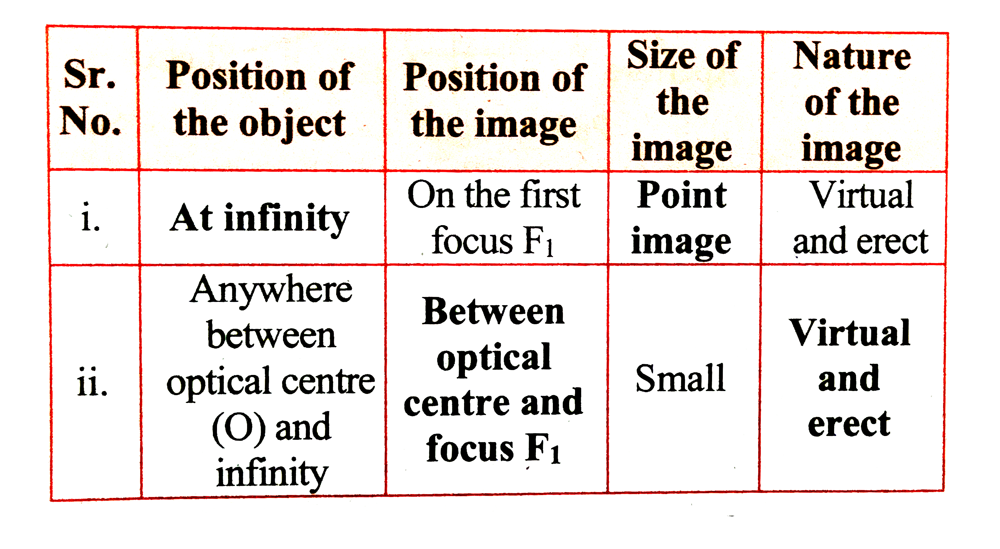 Sr.
No.
Position of
the object
Position of
the image
Size of
the
image
Nature
of the
image
i.
At infinity
On the first
focus F₁
Point
image
Virtual
and erect
ii.
Anywhere
between
optical centre
(O) and
infinity
Between
optical
centre and
focus F₁
Small
Virtual
and
erect